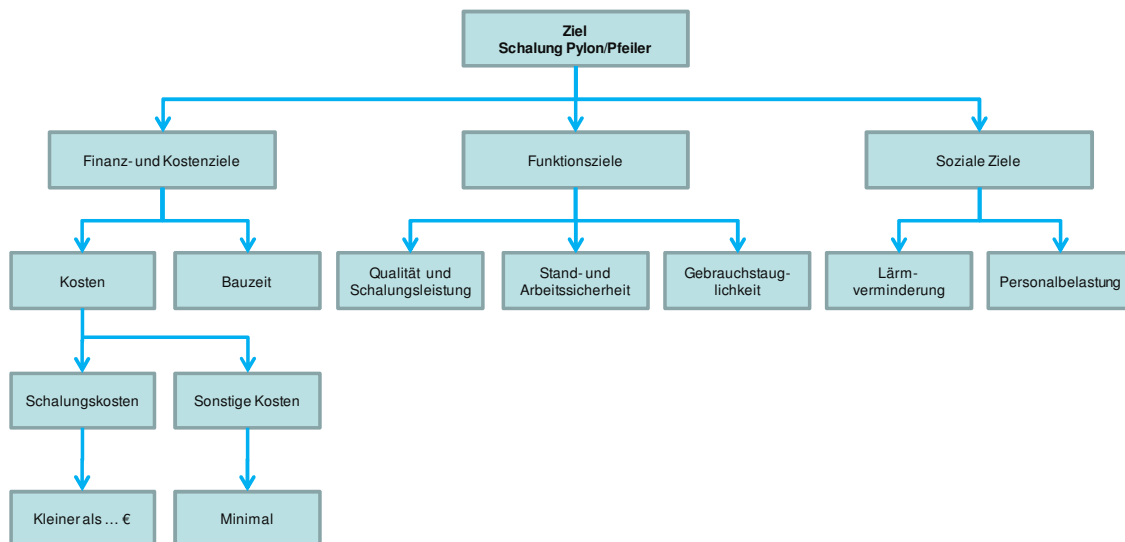 Ziel
Schalung Pylon/Pfeiler
Finanz- und Kostenziele
Funktionsziele
Soziale Ziele
Kosten
Bauzeit
Qualität und
Schalungsleistung
Stand- und
Arbeitssicherheit
Gebrauchstaug-
lichkeit
Lärm-
verminderung
Personalbelastung
Schalungskosten
Sonstige Kosten
Kleiner als ... €
Minimal